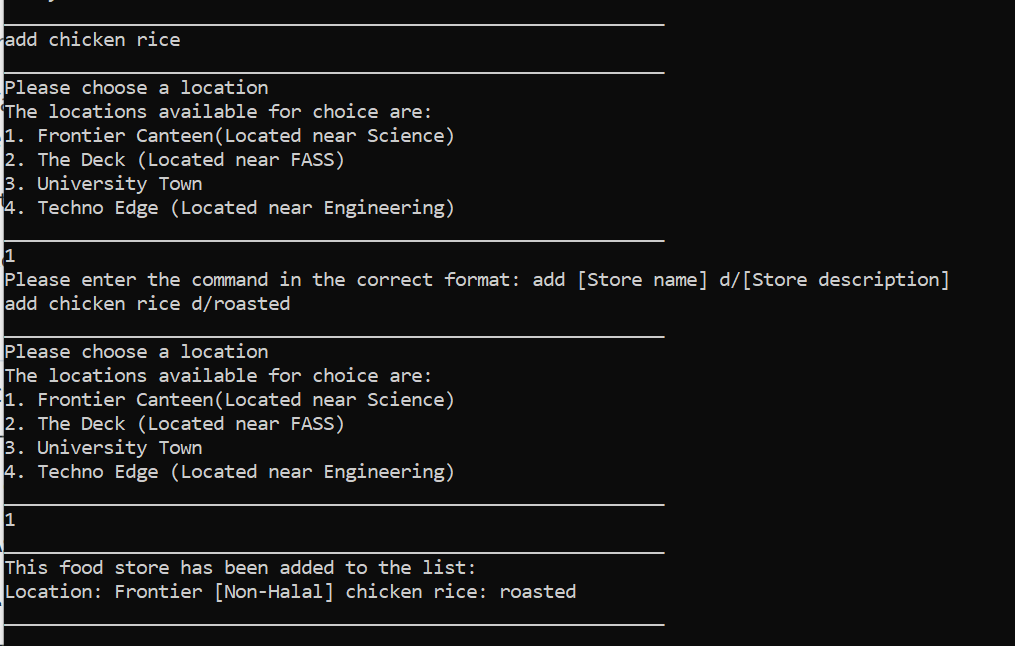 add chicken rice
Please choose a location
The locations available for choice are:
1. Frontier Canteen(Located near Science)
2. The Deck (Located near FASS)
3. University Town
4. Techno Edge (Located near Engineering)
1
Please enter the command in the correct format: add [Store name] d/[Store description]
add chicken rice d/roasted
Please choose a location
The locations available for choice are:
1. Frontier Canteen(Located near Science)
2. The Deck (Located near FASS)
3. University Town
4. Techno Edge (Located near Engineering)
1
This food store has been added to the list:
Location: Frontier [Non-Halal] chicken rice: roasted